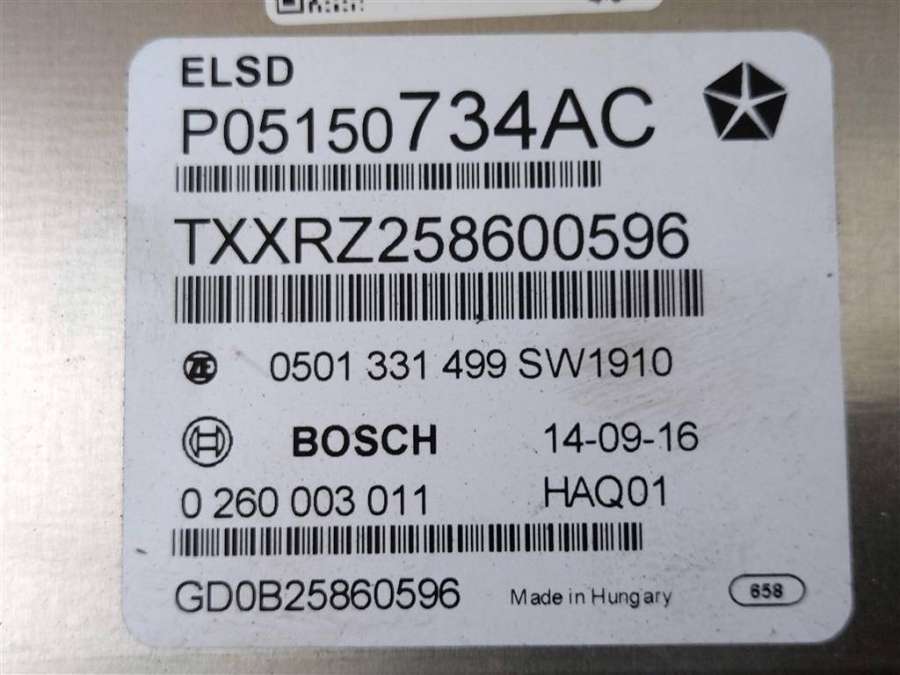 ELSD
P05150734AC
TXXRZ258600596
ZF 0501 331 499 SW1910
BOSCH 14-09-16
0 260 003 011 HAQ01
GD0B25860596 Made in Hungary 658